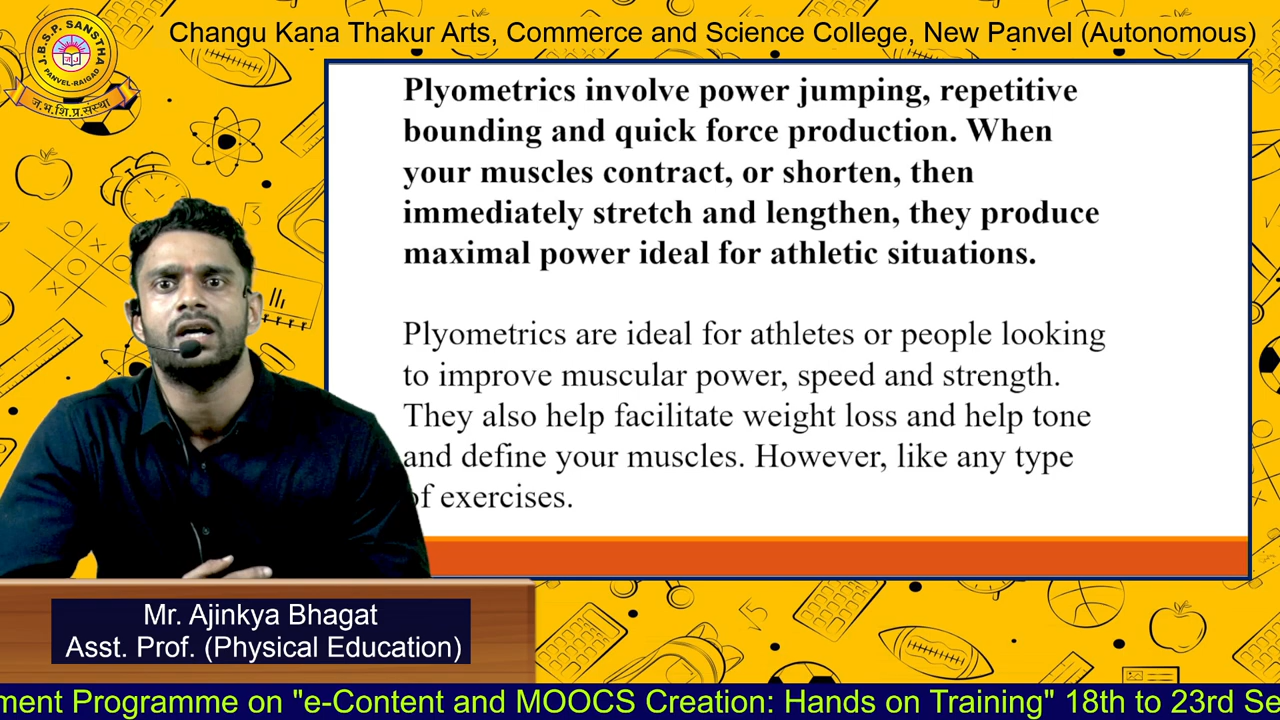 Changu Kana Thakur Arts, Commerce and Science College, New Panvel (Autonomous)
J.B.S.P. SANSTHA
PANVEL-RAIGAD
ज.भ.शि.प्र.संस्था
Plyometrics involve power jumping, repetitive
bounding and quick force production. When
your muscles contract, or shorten, then
immediately stretch and lengthen, they produce
maximal power ideal for athletic situations.
Plyometrics are ideal for athletes or people looking
to improve muscular power, speed and strength.
They also help facilitate weight loss and help tone
and define your muscles. However, like any type
of exercises.
Mr. Ajinkya Bhagat
Asst. Prof. (Physical Education)
ment Programme on "e-Content and MOOCS Creation: Hands on Training" 18th to 23rd Se